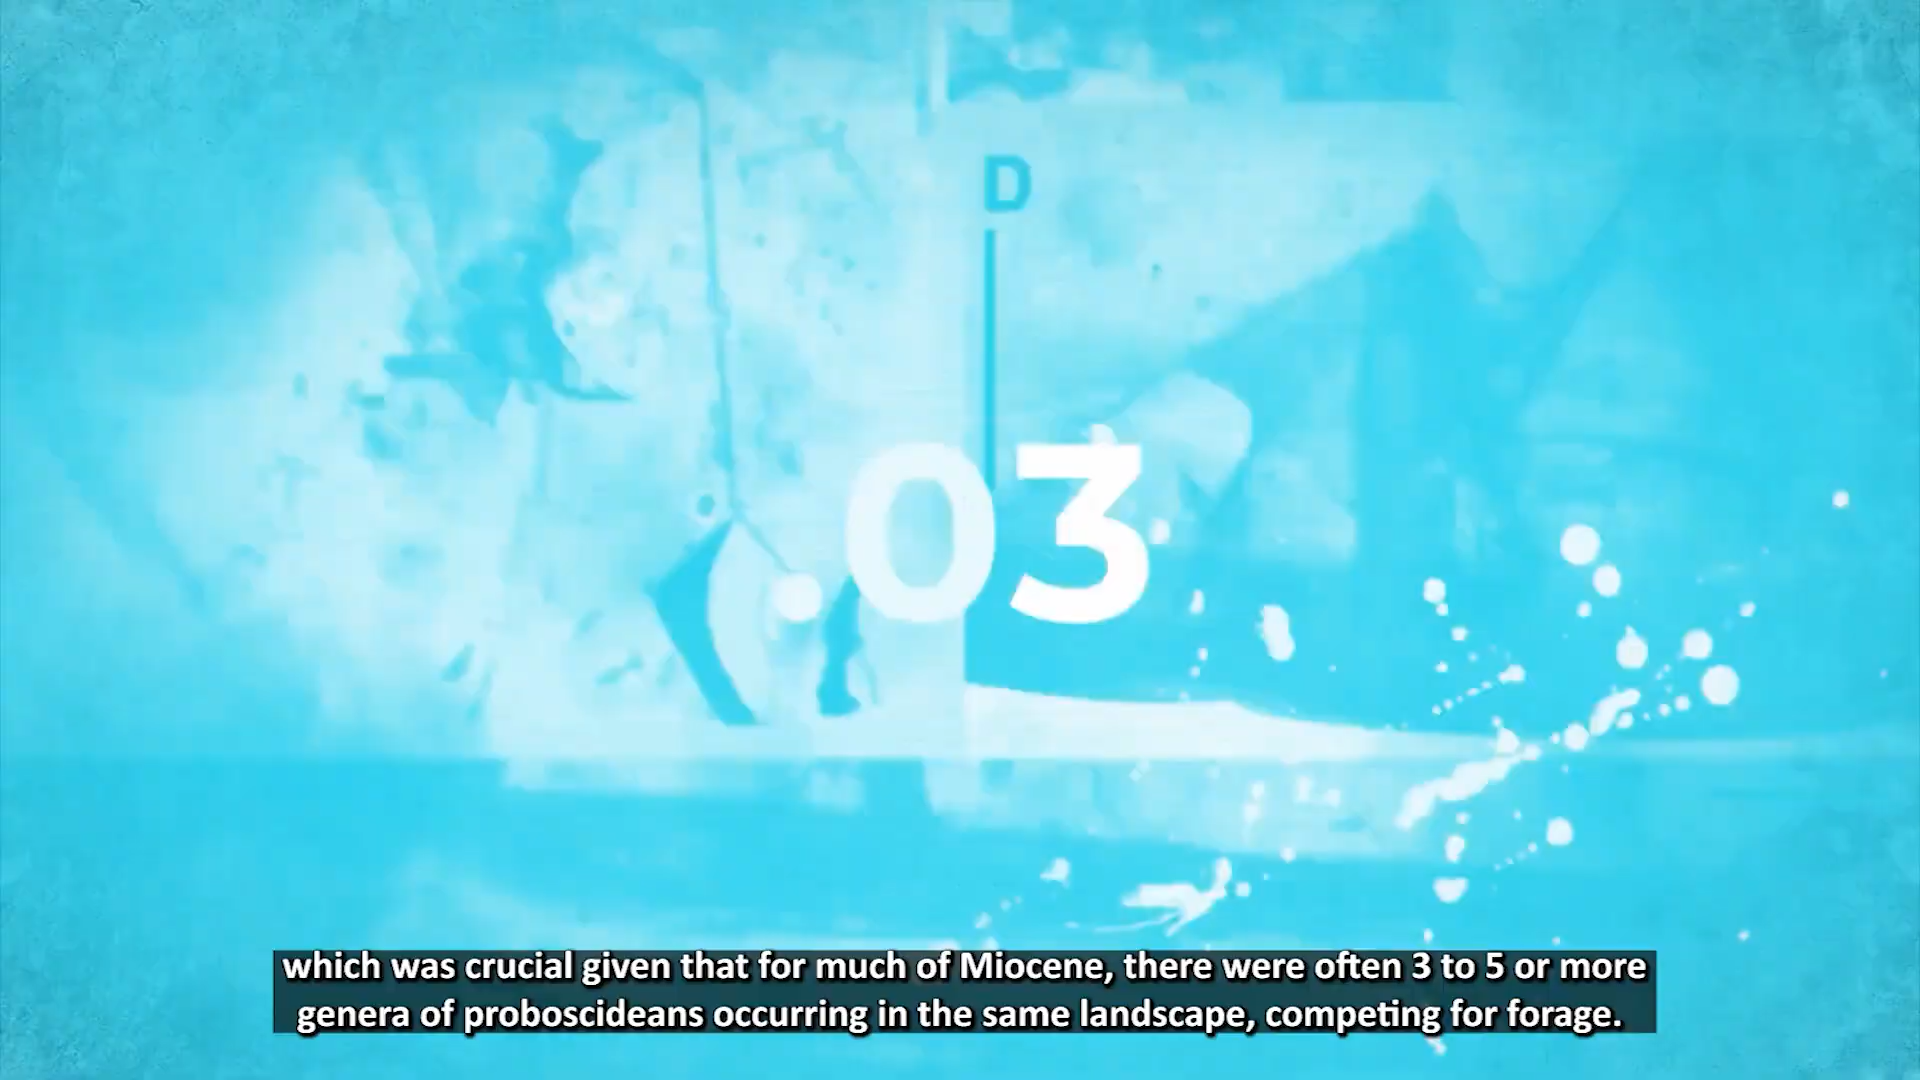 D
.03
which was crucial given that for much of Miocene, there were often 3 to 5 or more
genera of proboscideans occurring in the same landscape, competing for forage.